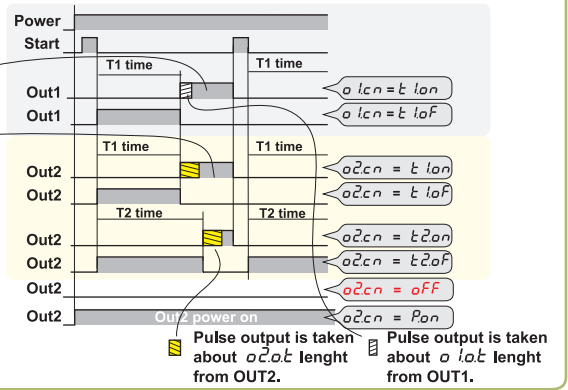 Power
Start
T1 time T1 time
Out1 o1.cn = t1.on
Out1 o1.cn = t1.oF
T1 time T1 time
Out2 o2.cn = t1.on
Out2 o2.cn = t1.oF
T2 time T2 time
Out2 o2.cn = t2.on
Out2 o2.cn = t2.oF
Out2 o2.cn = oFF
Out2 Out2 power on o2.cn = P.on
Pulse output is taken
about o2.o.t lenght
from OUT2.
Pulse output is taken
about o 1.o.t lenght
from OUT1.